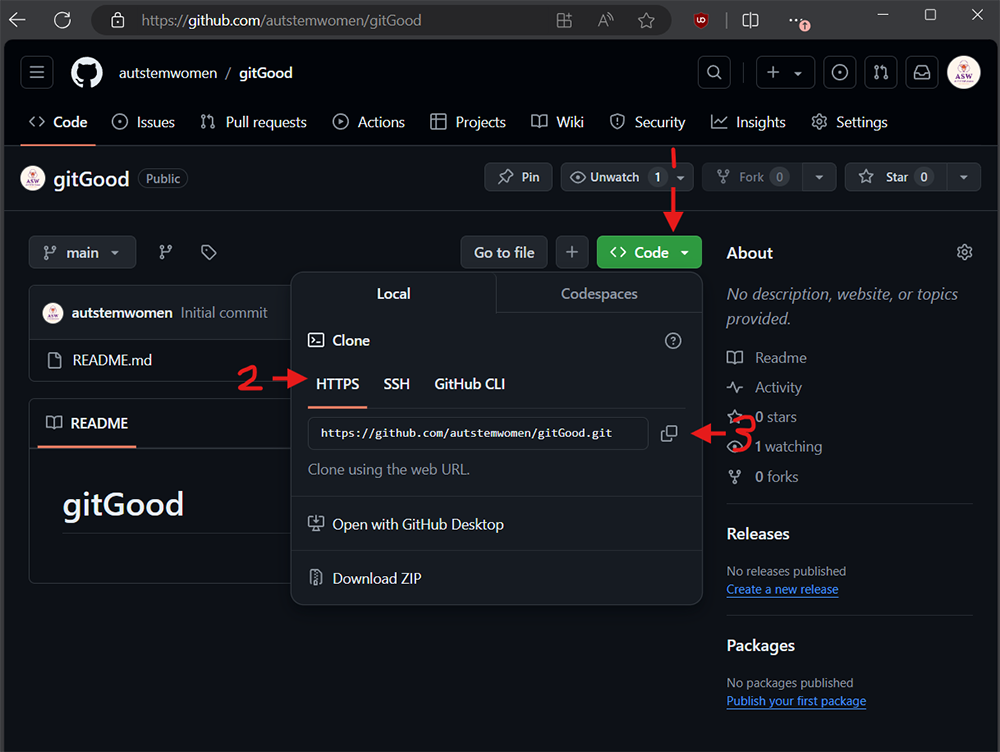 https://github.com/autstemwomen/gitGood
autstemwomen / gitGood
Code Issues Pull requests Actions Projects Wiki Security Insights Settings
gitGood Public
Pin Unwatch 1 Fork 0 Star 0
1
main
Go to file
Code
Local Codespaces
autstemwomen Initial commit
README.md
README
gitGood
Clone
2
HTTPS SSH GitHub CLI
https://github.com/autstemwomen/gitGood.git
3
Clone using the web URL.
Open with GitHub Desktop
Download ZIP
About
No description, website, or topics
provided.
Readme
Activity
0 stars
1 watching
0 forks
Releases
No releases published
Create a new release
Packages
No packages published
Publish your first package
ASW